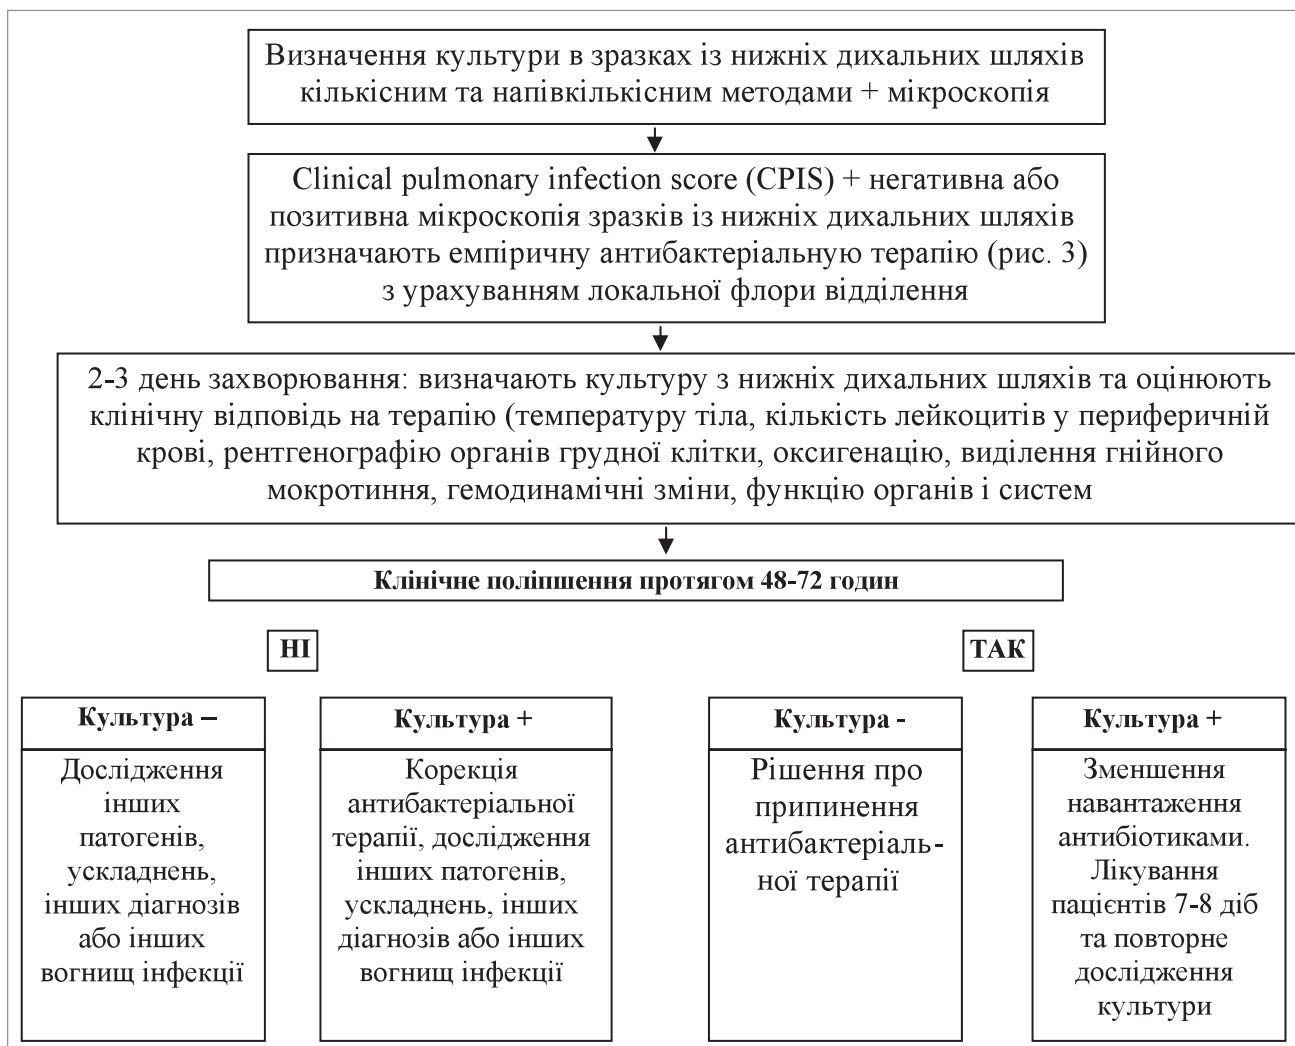 Визначення культури в зразках із нижніх дихальних шляхів
кількісним та напівкількісним методами + мікроскопія
Clinical pulmonary infection score (CPIS) + негативна або
позитивна мікроскопія зразків із нижніх дихальних шляхів
призначають емпіричну антибактеріальную терапію (рис. 3)
з урахуванням локальної флори відділення
2-3 день захворювання: визначають культуру з нижніх дихальних шляхів та оцінюють
клінічну відповідь на терапію (температуру тіла, кількість лейкоцитів у периферичній
крові, рентгенографію органів грудної клітки, оксигенацію, виділення гнійного
мокротиння, гемодинамічні зміни, функцію органів і систем
Клінічне поліпшення протягом 48-72 годин
НІ
ТАК
Культура –
Дослідження
інших
патогенів,
ускладнень,
інших діагнозів
або інших
вогнищ інфекції
Культура +
Корекція
антибактеріальної
терапії, дослідження
інших патогенів,
ускладнень, інших
діагнозів або інших
вогнищ інфекції
Культура -
Рішення про
припинення
антибактеріаль-
ної терапії
Культура +
Зменшення
навантаження
антибіотиками.
Лікування
пацієнтів 7-8 діб
та повторне
дослідження
культури